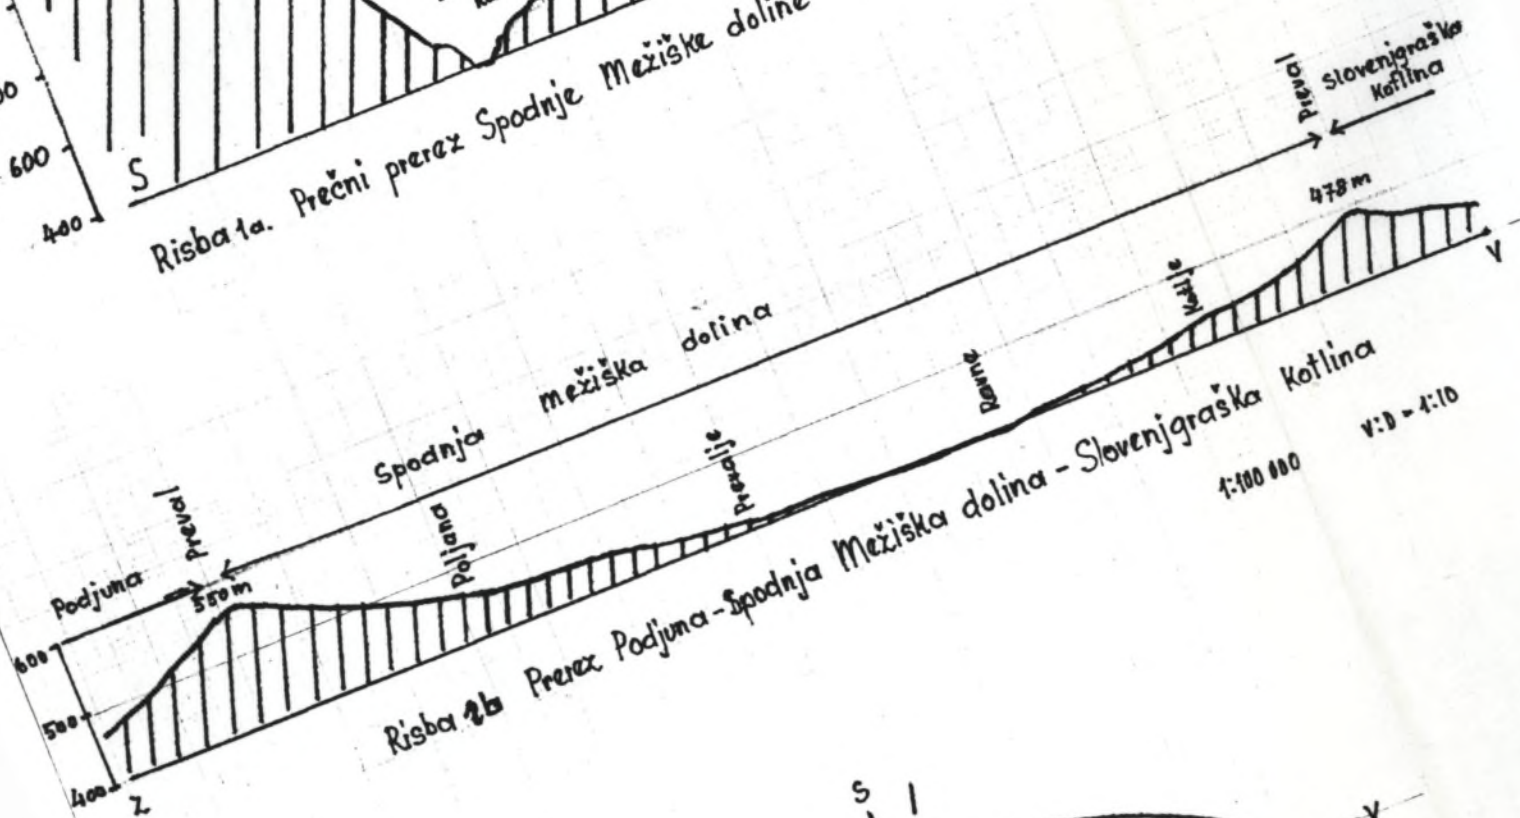 600
400
S
Risba 1a. Prečni prerez Spodnje Mežiške doline
Preval
Slovenjgraška
Kotlina
478 m
Spodnja mežiška dolina
Kotlje
Ravne
Prevalje
Poljana
Preval
Podjuna
550 m
600
500
400
Z
V
Risba 1b Prerez Podjuna-Spodnja Mežiška dolina - Slovenjgraška Kotlina
1:100 000
V:D = 1:10
S
V